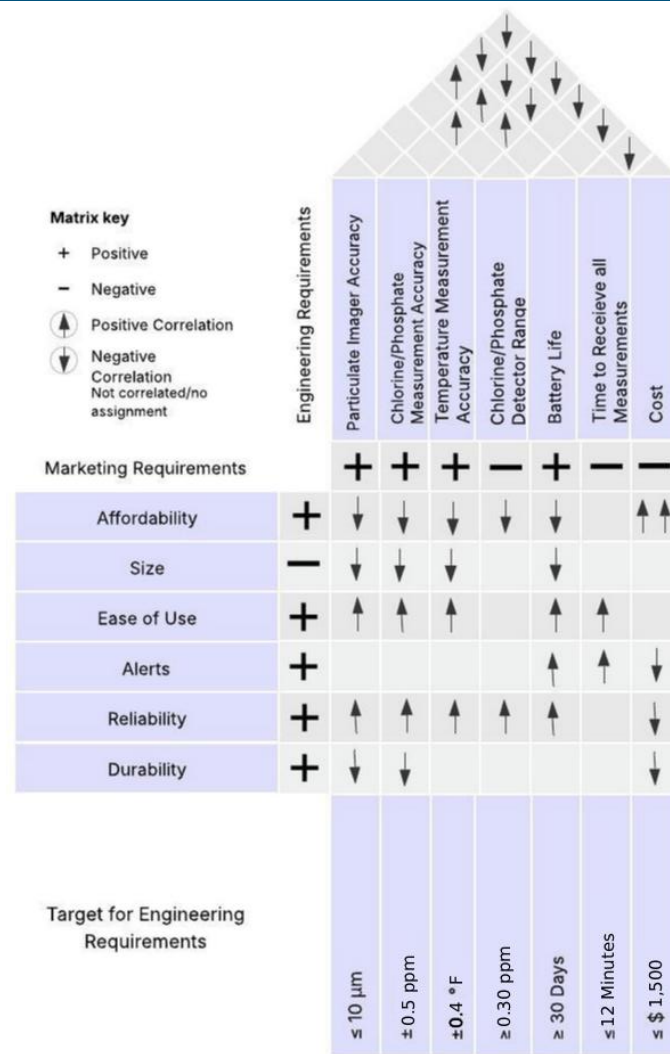 Matrix key
+ Positive
− Negative
Positive Correlation
Negative
Correlation
Not correlated/no
assignment
Engineering Requirements
Particulate Imager Accuracy
Chlorine/Phosphate
Measurement Accuracy
Temperature Measurement
Accuracy
Chlorine/Phosphate
Detector Range
Battery Life
Time to Receieve all
Measurements
Cost
Marketing Requirements + + + − + − −
Affordability +
Size −
Ease of Use +
Alerts +
Reliability +
Durability +
Target for Engineering
Requirements
≤ 10 µm
±0.5 ppm
±0.4 °F
≥0.30 ppm
≥ 30 Days
≤12 Minutes
≤ $ 1,500